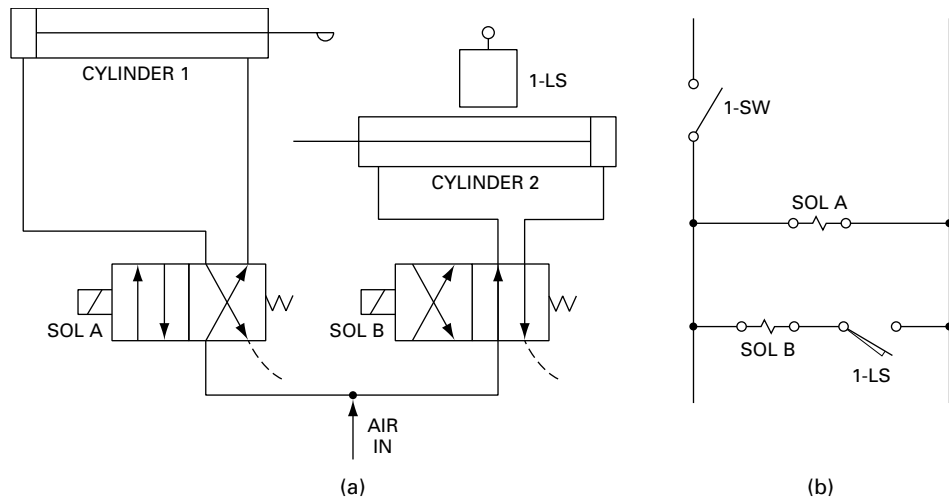 CYLINDER 1
1-LS
CYLINDER 2
SOL A
SOL B
AIR
IN
(a)
1-SW
SOL A
SOL B
1-LS
(b)